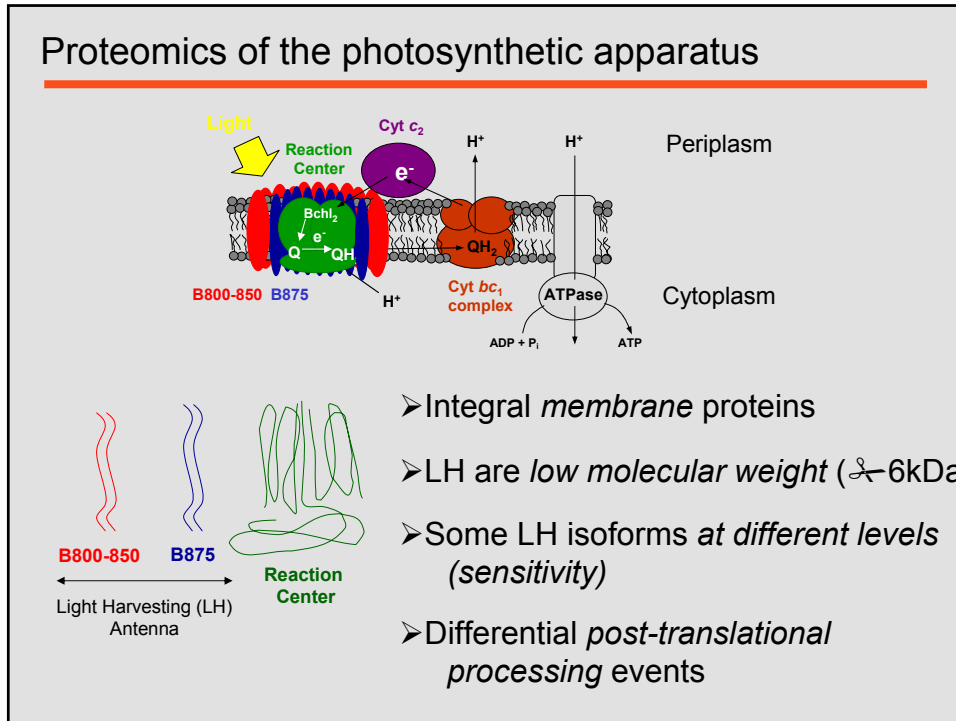 Proteomics of the photosynthetic apparatus
Light
Cyt c₂
Reaction
Center
H⁺
H⁺
Periplasm
e⁻
Bchl₂
e⁻
Q
QH
QH₂
B800-850
B875
H⁺
Cyt bc₁
complex
ATPase
Cytoplasm
ADP + Pᵢ
ATP
➢Integral membrane proteins
➢LH are low molecular weight (✁6kDa
➢Some LH isoforms at different levels
(sensitivity)
➢Differential post-translational
processing events
B800-850
B875
Reaction
Center
Light Harvesting (LH)
Antenna